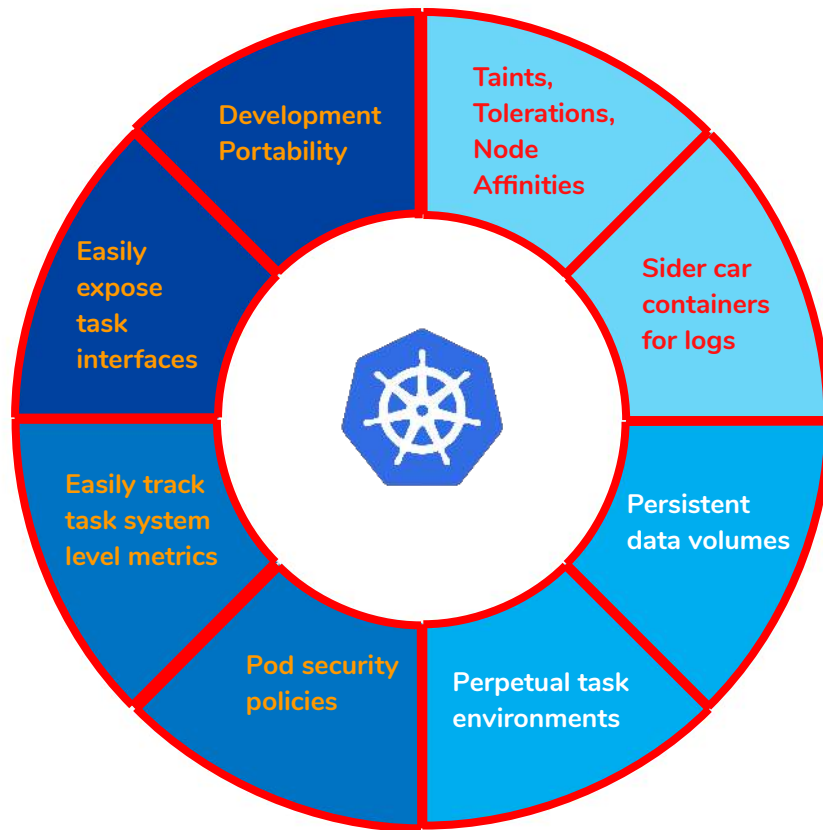 Taints,
Tolerations,
Node
Affinities
Sider car
containers
for logs
Persistent
data volumes
Perpetual task
environments
Pod security
policies
Easily track
task system
level metrics
Easily
expose
task
interfaces
Development
Portability